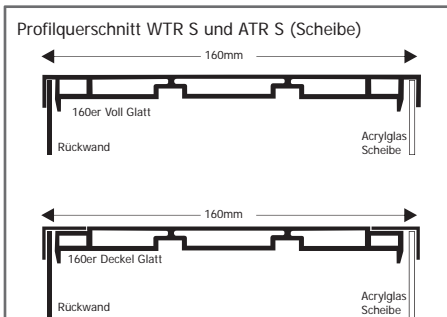 Profilquerschnitt WTR S und ATR S (Scheibe)
160mm
160er Voll Glatt
Rückwand
Acrylglas
Scheibe
160mm
160er Deckel Glatt
Rückwand
Acrylglas
Scheibe